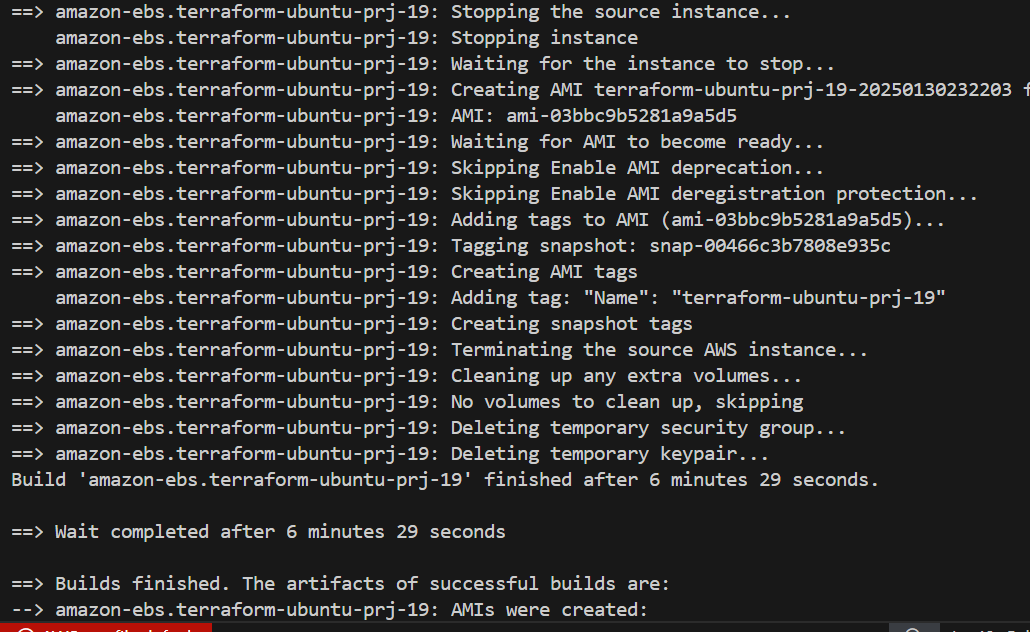 ==> amazon-ebs.terraform-ubuntu-prj-19: Stopping the source instance...
    amazon-ebs.terraform-ubuntu-prj-19: Stopping instance
==> amazon-ebs.terraform-ubuntu-prj-19: Waiting for the instance to stop...
==> amazon-ebs.terraform-ubuntu-prj-19: Creating AMI terraform-ubuntu-prj-19-20250130232203 f
    amazon-ebs.terraform-ubuntu-prj-19: AMI: ami-03bbc9b5281a9a5d5
==> amazon-ebs.terraform-ubuntu-prj-19: Waiting for AMI to become ready...
==> amazon-ebs.terraform-ubuntu-prj-19: Skipping Enable AMI deprecation...
==> amazon-ebs.terraform-ubuntu-prj-19: Skipping Enable AMI deregistration protection...
==> amazon-ebs.terraform-ubuntu-prj-19: Adding tags to AMI (ami-03bbc9b5281a9a5d5)...
==> amazon-ebs.terraform-ubuntu-prj-19: Tagging snapshot: snap-00466c3b7808e935c
==> amazon-ebs.terraform-ubuntu-prj-19: Creating AMI tags
    amazon-ebs.terraform-ubuntu-prj-19: Adding tag: "Name": "terraform-ubuntu-prj-19"
==> amazon-ebs.terraform-ubuntu-prj-19: Creating snapshot tags
==> amazon-ebs.terraform-ubuntu-prj-19: Terminating the source AWS instance...
==> amazon-ebs.terraform-ubuntu-prj-19: Cleaning up any extra volumes...
==> amazon-ebs.terraform-ubuntu-prj-19: No volumes to clean up, skipping
==> amazon-ebs.terraform-ubuntu-prj-19: Deleting temporary security group...
==> amazon-ebs.terraform-ubuntu-prj-19: Deleting temporary keypair...
Build 'amazon-ebs.terraform-ubuntu-prj-19' finished after 6 minutes 29 seconds.
==> Wait completed after 6 minutes 29 seconds
==> Builds finished. The artifacts of successful builds are:
--> amazon-ebs.terraform-ubuntu-prj-19: AMIs were created: